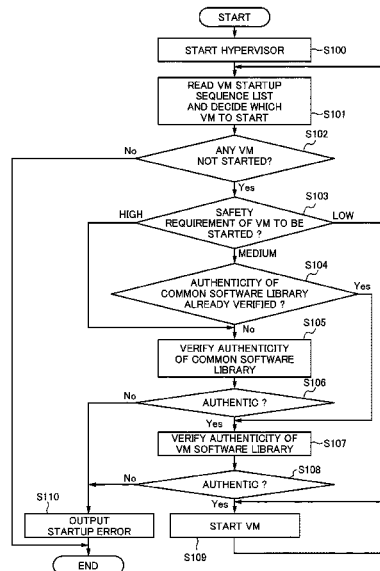 START
START HYPERVISOR
S100
READ VM STARTUP
SEQUENCE LIST
AND DECIDE WHICH
VM TO START
S101
S102
No
ANY VM
NOT STARTED?
Yes
S103
HIGH
SAFETY
REQUIREMENT OF VM TO BE
STARTED ?
LOW
MEDIUM
S104
AUTHENTICITY OF
COMMON SOFTWARE LIBRARY
ALREADY VERIFIED ?
Yes
No
S105
VERIFY AUTHENTICITY
OF COMMON SOFTWARE
LIBRARY
S106
No
AUTHENTIC ?
Yes
VERIFY AUTHENTICITY OF
VM SOFTWARE LIBRARY
S107
S108
No
AUTHENTIC ?
Yes
S110
OUTPUT
STARTUP ERROR
START VM
S109
END